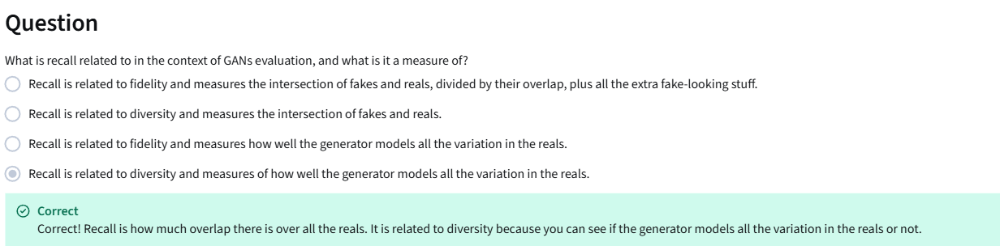 Question
What is recall related to in the context of GANs evaluation, and what is it a measure of?
Recall is related to fidelity and measures the intersection of fakes and reals, divided by their overlap, plus all the extra fake-looking stuff.
Recall is related to diversity and measures the intersection of fakes and reals.
Recall is related to fidelity and measures how well the generator models all the variation in the reals.
Recall is related to diversity and measures of how well the generator models all the variation in the reals.
Correct
Correct! Recall is how much overlap there is over all the reals. It is related to diversity because you can see if the generator models all the variation in the reals or not.